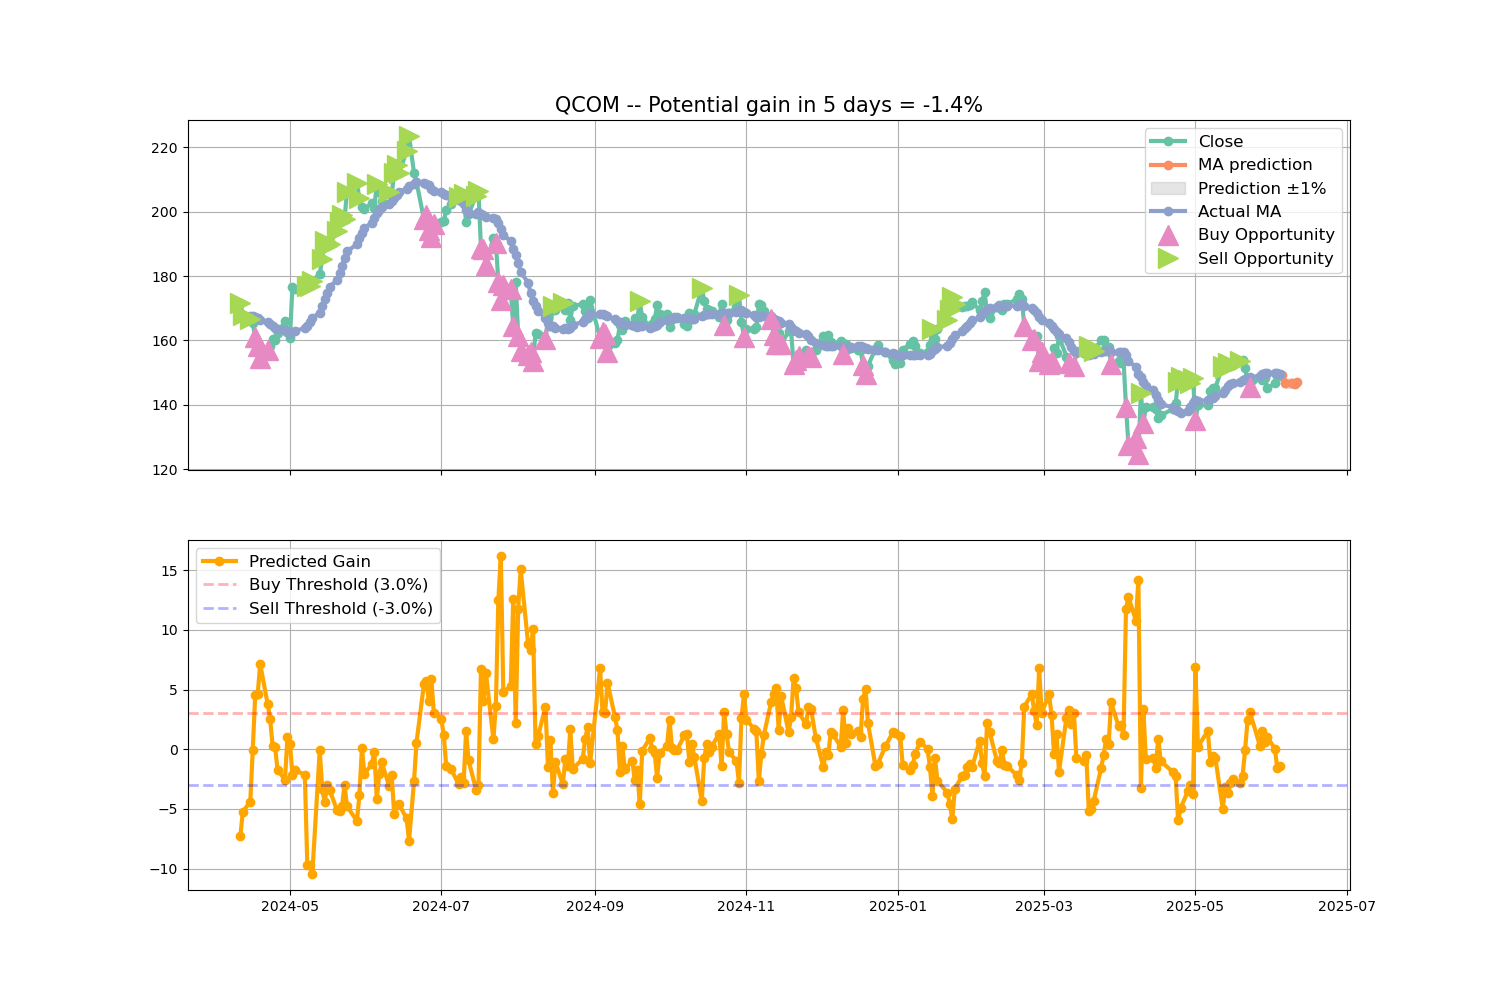 QCOM -- Potential gain in 5 days = -1.4%
220
200
180
160
140
120
Close
MA prediction
Prediction ±1%
Actual MA
Buy Opportunity
Sell Opportunity
15
10
5
0
−5
−10
Predicted Gain
Buy Threshold (3.0%)
Sell Threshold (-3.0%)
2024-05
2024-07
2024-09
2024-11
2025-01
2025-03
2025-05
2025-07